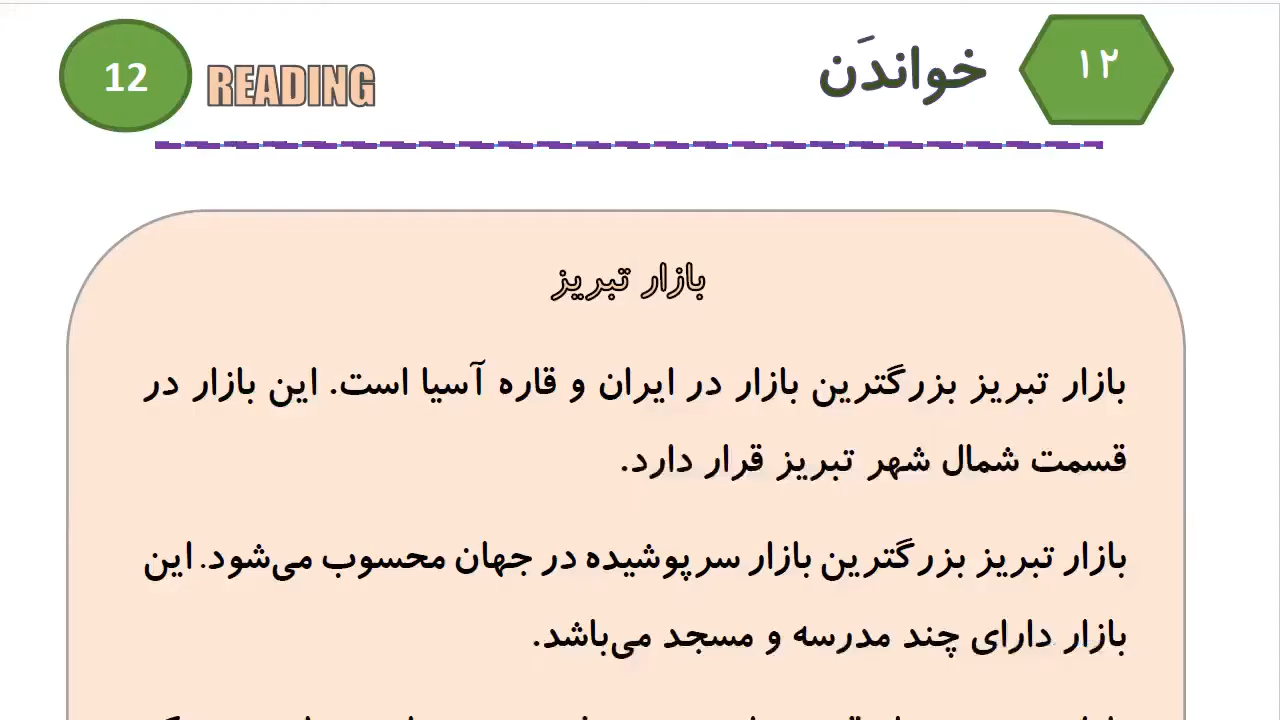 ۱۲
خواندَن
READING
12
بازار تبریز
بازار تبریز بزرگترین بازار در ایران و قاره آسیا است. این بازار در
قسمت شمال شهر تبریز قرار دارد.
بازار تبریز بزرگترین بازار سرپوشیده در جهان محسوب می‌شود. این
بازار دارای چند مدرسه و مسجد می‌باشد.